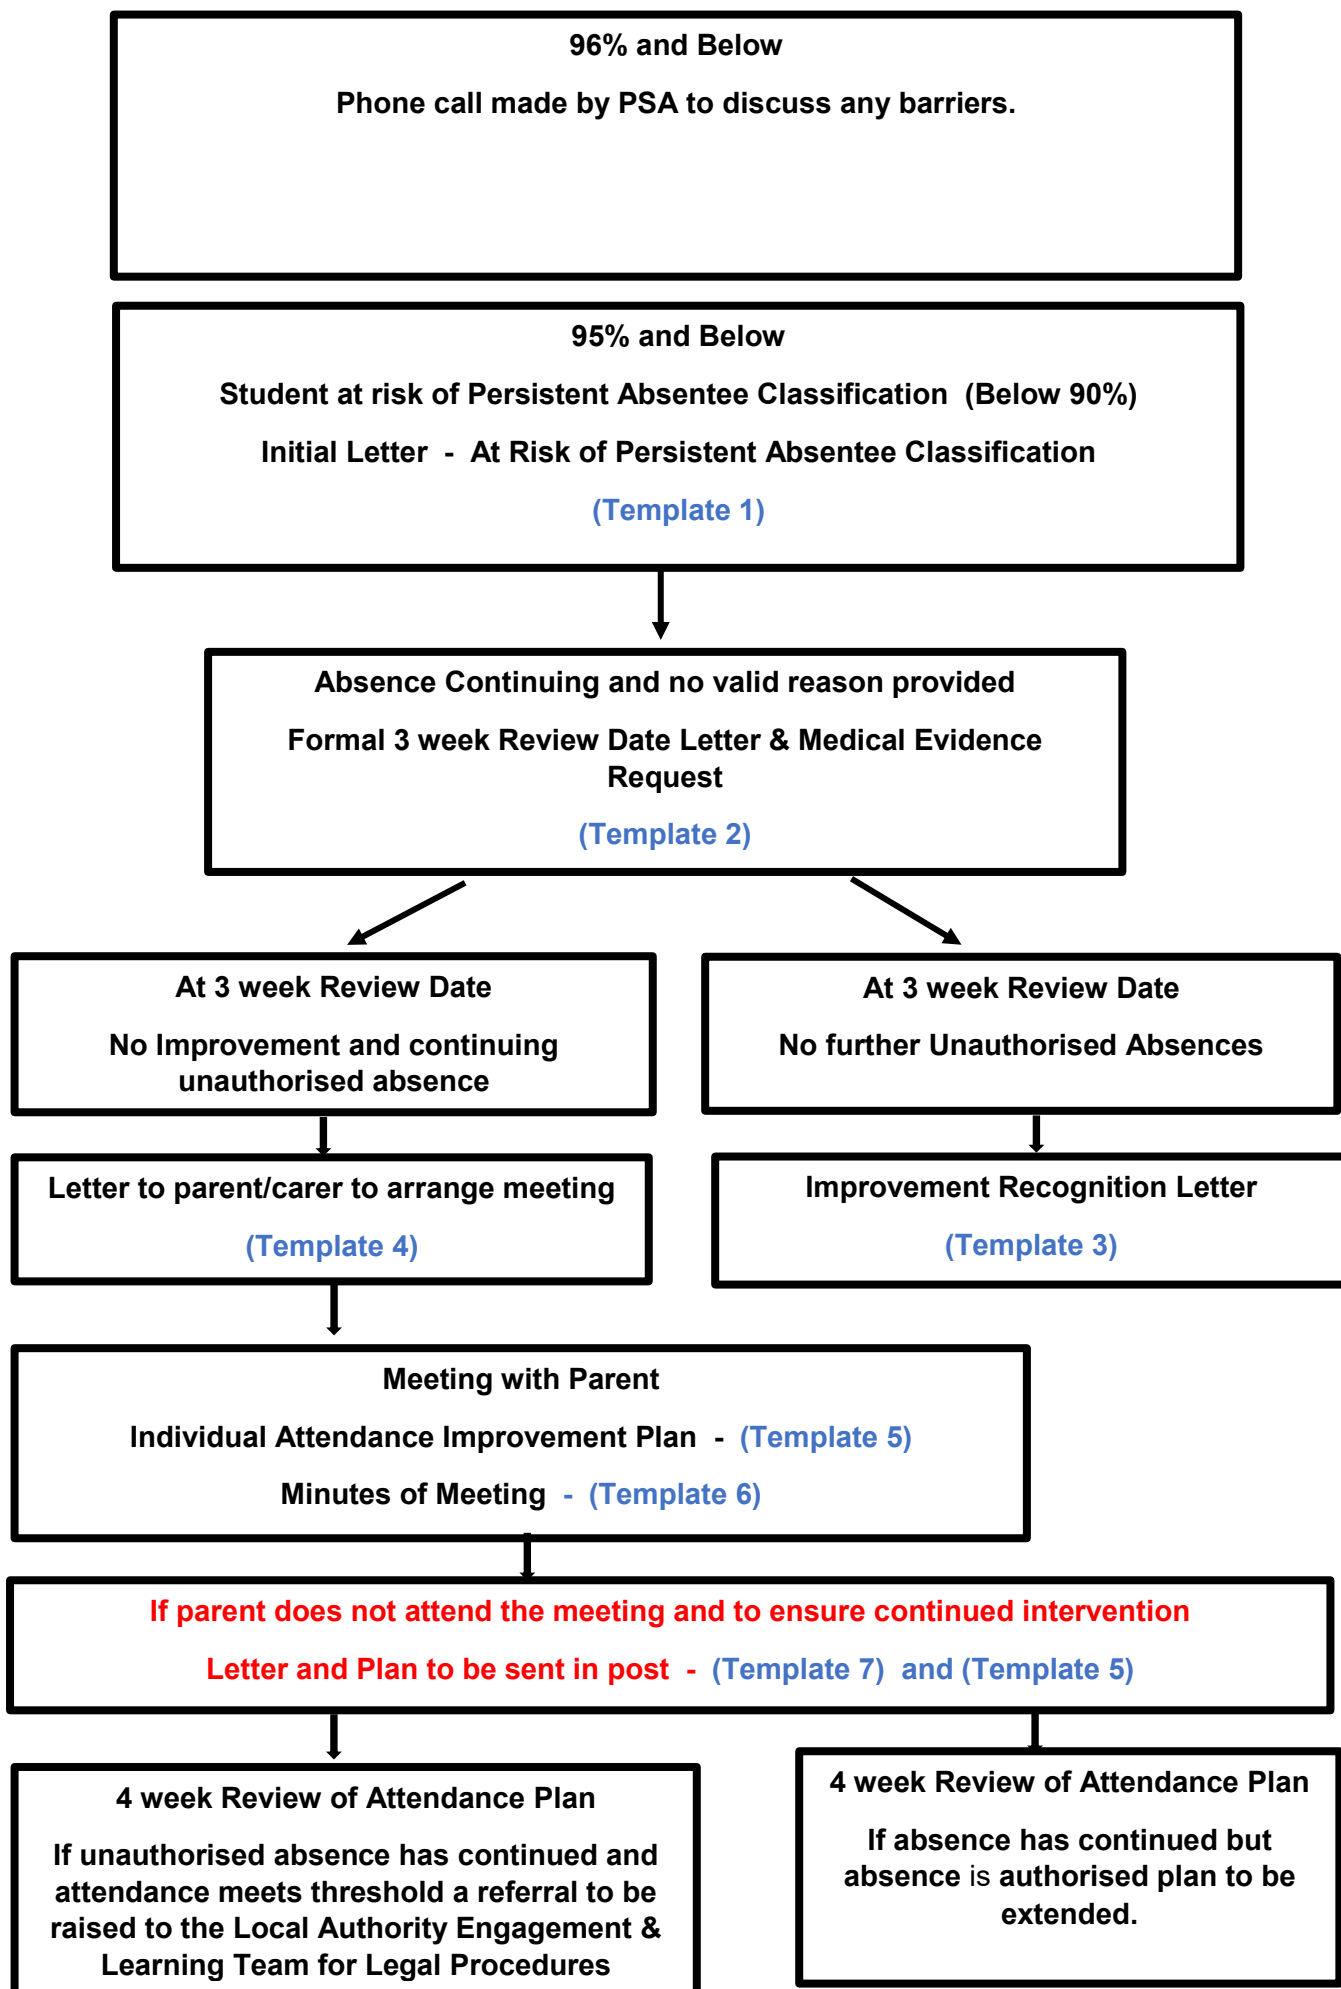 96% and Below
Phone call made by PSA to discuss any barriers.
95% and Below
Student at risk of Persistent Absentee Classification (Below 90%)
Initial Letter - At Risk of Persistent Absentee Classification
(Template 1)
Absence Continuing and no valid reason provided
Formal 3 week Review Date Letter & Medical Evidence
Request
(Template 2)
At 3 week Review Date
No Improvement and continuing
unauthorised absence
At 3 week Review Date
No further Unauthorised Absences
Letter to parent/carer to arrange meeting
(Template 4)
Improvement Recognition Letter
(Template 3)
Meeting with Parent
Individual Attendance Improvement Plan - (Template 5)
Minutes of Meeting - (Template 6)
If parent does not attend the meeting and to ensure continued intervention
Letter and Plan to be sent in post - (Template 7) and (Template 5)
4 week Review of Attendance Plan
If unauthorised absence has continued and
attendance meets threshold a referral to be
raised to the Local Authority Engagement &
Learning Team for Legal Procedures
4 week Review of Attendance Plan
If absence has continued but
absence is authorised plan to be
extended.